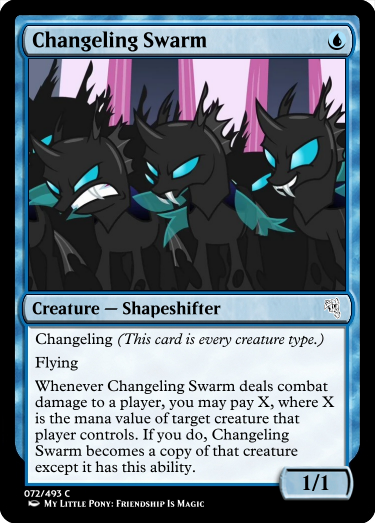 Changeling Swarm
Creature — Shapeshifter
Changeling (This card is every creature type.)
Flying
Whenever Changeling Swarm deals combat
damage to a player, you may pay X, where X
is the mana value of target creature that
player controls. If you do, Changeling
Swarm becomes a copy of that creature
except it has this ability.
1/1
072/493 C
My Little Pony: Friendship Is Magic